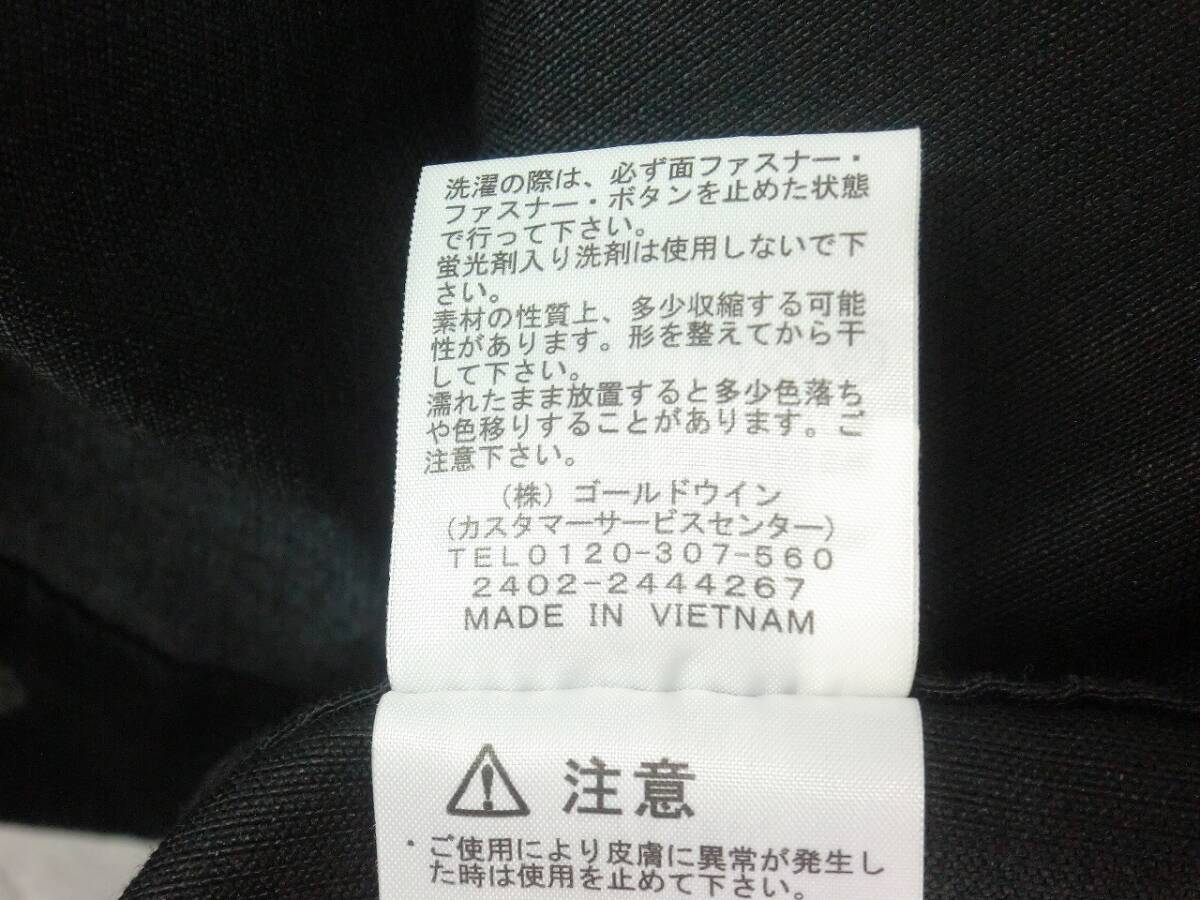 洗濯の際は、必ず面ファスナー・
ファスナー・ボタンを止めた状態
で行って下さい。
蛍光剤入り洗剤は使用しないで下
さい。
素材の性質上、多少収縮する可能
性があります。形を整えてから干
して下さい。
濡れたまま放置すると多少色落ち
や色移りすることがあります。ご
注意下さい。
(株)ゴールドウイン
(カスタマーサービスセンター)
TEL0120-307-560
2402-2444267
MADE IN VIETNAM
注意
・ご使用により皮膚に異常が発生し
た時は使用を止めて下さい。